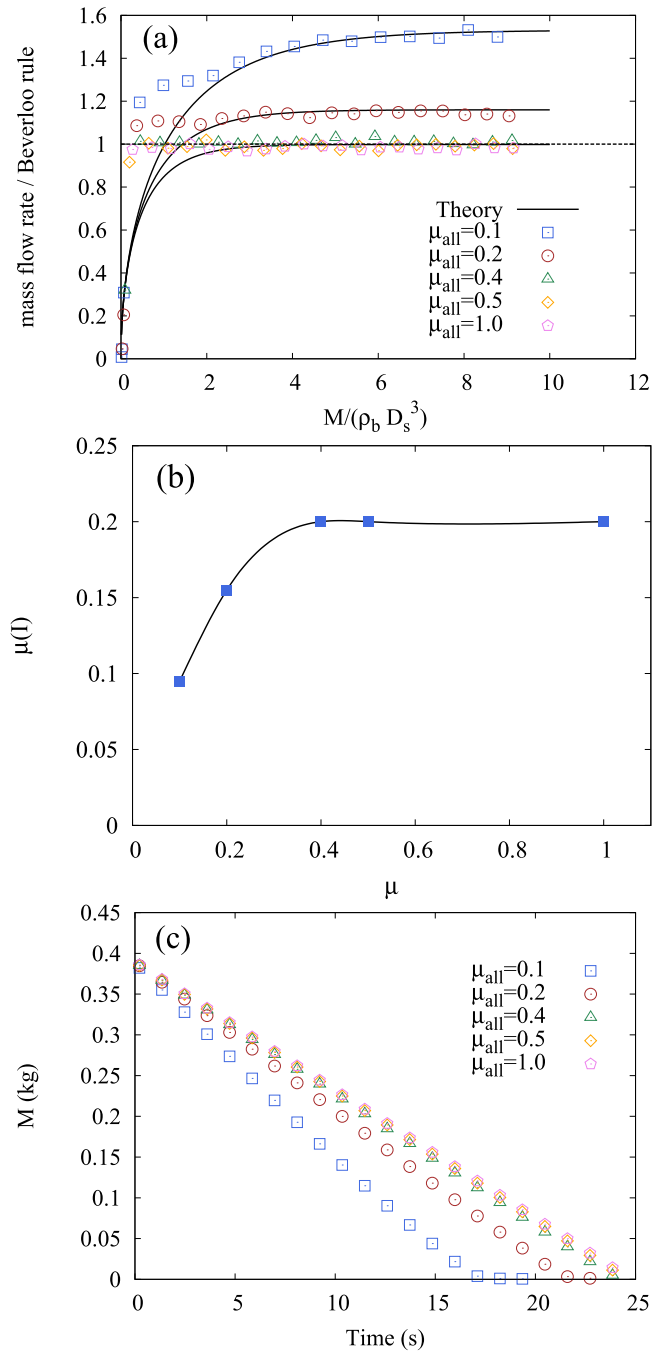 (a)
mass flow rate / Beverloo rule
1.6
1.4
1.2
1
0.8
0.6
0.4
0.2
0
Theory
μall=0.1
μall=0.2
μall=0.4
μall=0.5
μall=1.0
0 2 4 6 8 10 12
M/(ρb Ds3)
(b)
μ(I)
0.25
0.2
0.15
0.1
0.05
0
0 0.2 0.4 0.6 0.8 1
μ
(c)
M (kg)
0.45
0.4
0.35
0.3
0.25
0.2
0.15
0.1
0.05
0
μall=0.1
μall=0.2
μall=0.4
μall=0.5
μall=1.0
0 5 10 15 20 25
Time (s)